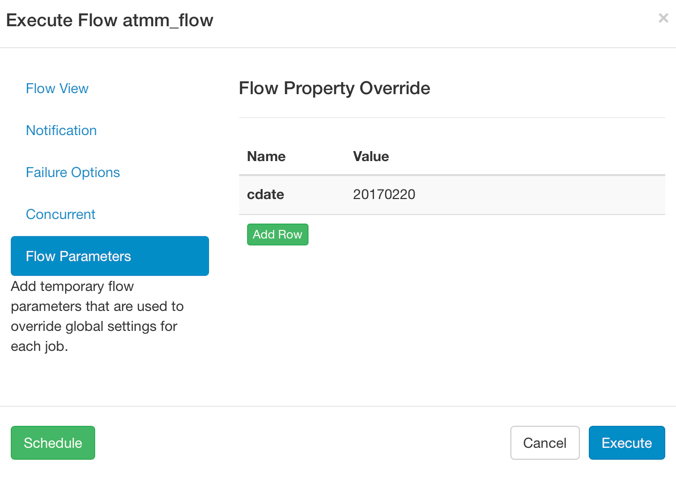 Execute Flow atmm_flow
×
Flow View
Notification
Failure Options
Concurrent
Flow Parameters
Add temporary flow
parameters that are used to
override global settings for
each job.
Flow Property Override
Name Value
cdate 20170220
Add Row
Schedule Cancel Execute